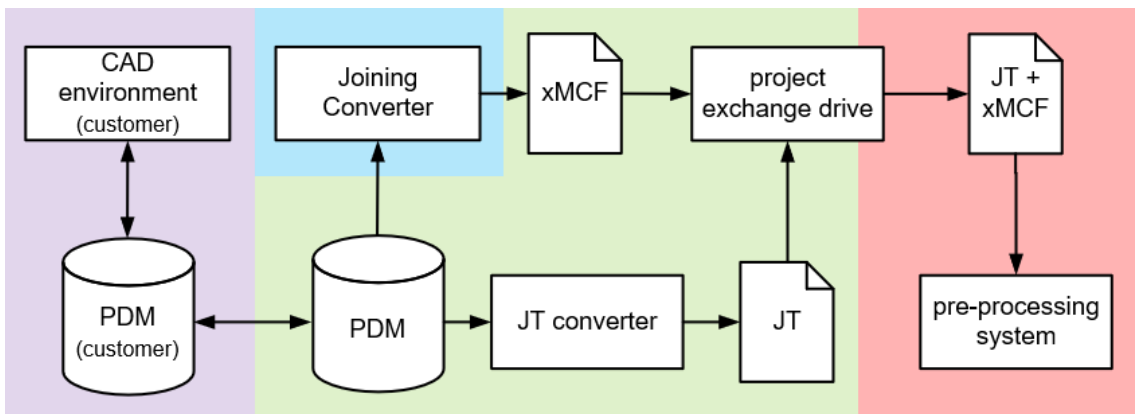 CAD
environment
(customer)
Joining
Converter
xMCF
project
exchange drive
JT +
xMCF
PDM
(customer)
PDM
JT converter
JT
pre-processing
system